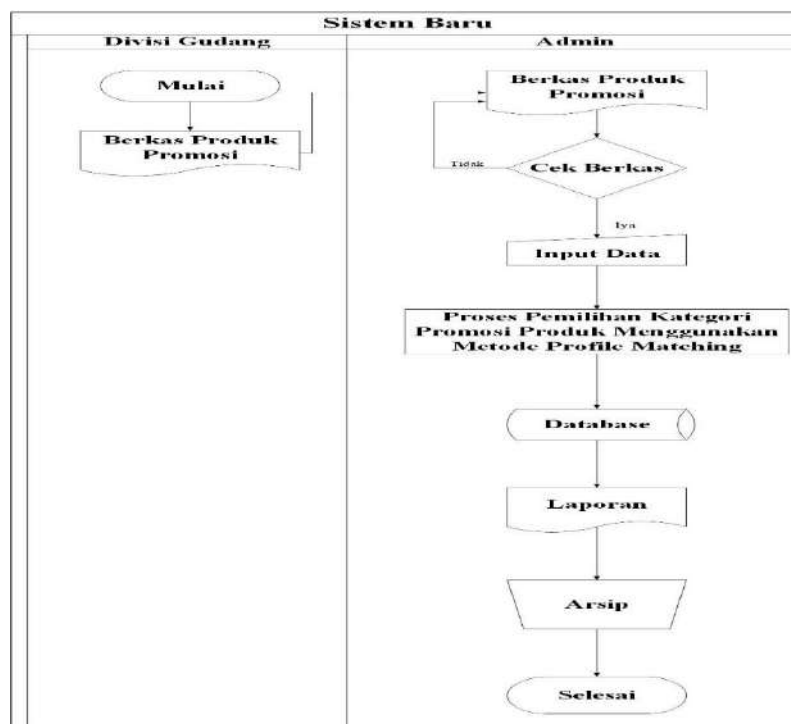 Sistem Baru
Divisi Gudang
Admin
Mulai
Berkas Produk
Promosi
Berkas Produk
Promosi
Tidak
Cek Berkas
Iya
Input Data
Proses Pemilihan Kategori
Promosi Produk Menggunakan
Metode Profile Matching
Database
Laporan
Arsip
Selesai